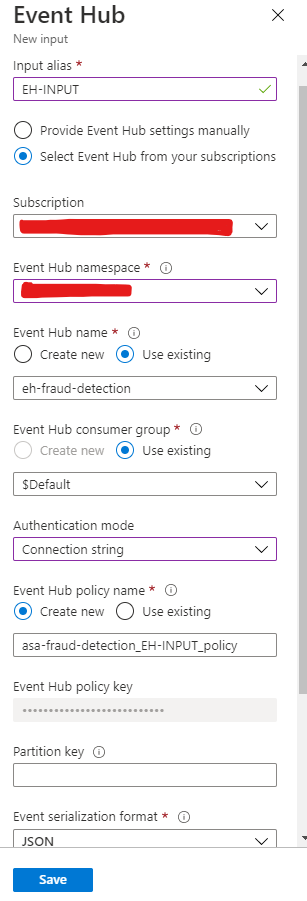 Event Hub
New input
Input alias *
EH-INPUT
Provide Event Hub settings manually
Select Event Hub from your subscriptions
Subscription
Event Hub namespace *
Event Hub name *
Create new Use existing
eh-fraud-detection
Event Hub consumer group *
Create new Use existing
$Default
Authentication mode
Connection string
Event Hub policy name *
Create new Use existing
asa-fraud-detection_EH-INPUT_policy
Event Hub policy key
••••••••••••••••••••••••••••
Partition key
Event serialization format *
JSON
Save